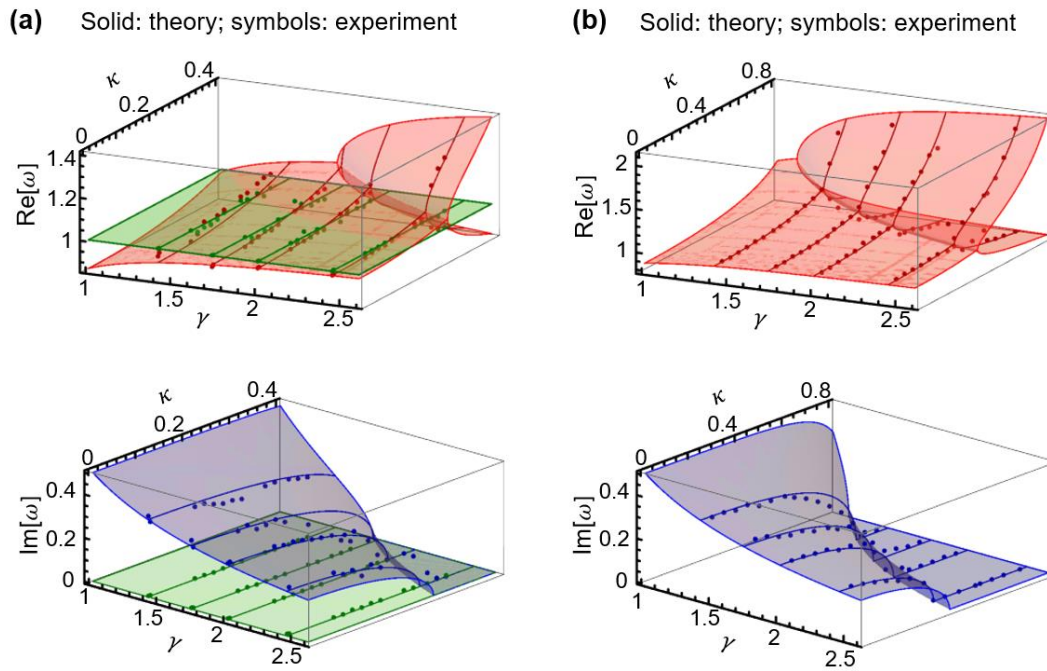 (a) Solid: theory; symbols: experiment
κ
0.4
0.2
0
1.4
1.2
1
Re[ω]
1
1.5
2
2.5
γ
(b) Solid: theory; symbols: experiment
κ
0.8
0.4
0
2
1.5
1
Re[ω]
1
1.5
2
2.5
γ
κ
0.4
0.2
0
0.4
0.2
0
Im[ω]
1
1.5
2
2.5
γ
κ
0.8
0.4
0
0.4
0.2
0
Im[ω]
1
1.5
2
2.5
γ